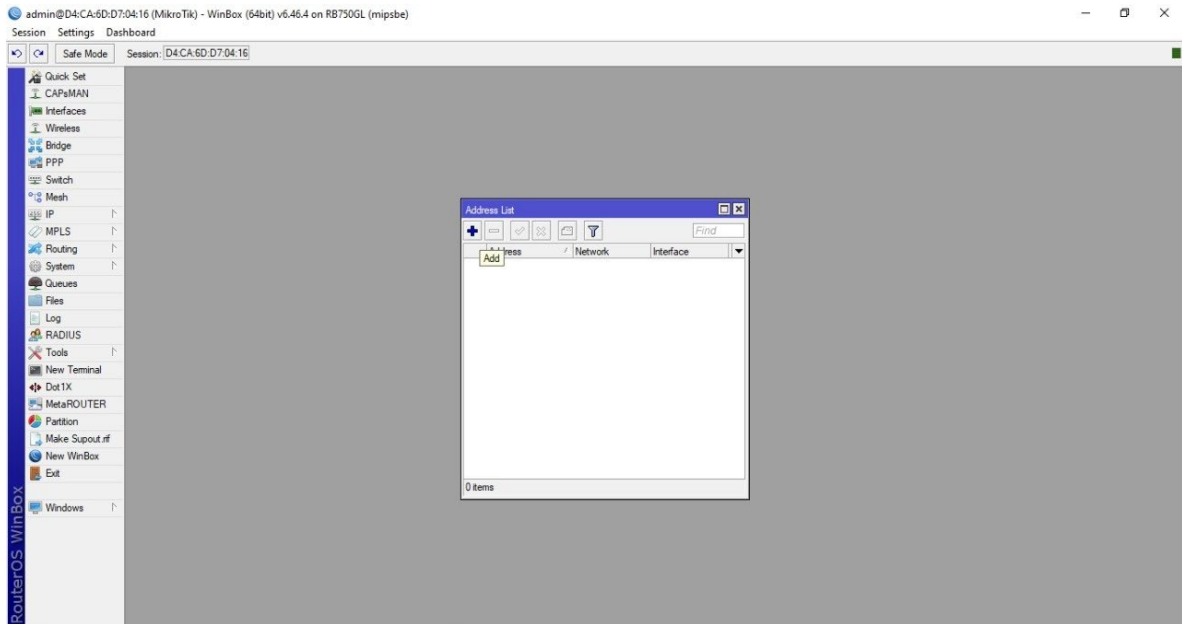 admin@D4:CA:6D:D7:04:16 (MikroTik) - WinBox (64bit) v6.46.4 on RB750GL (mipsbe)
Session Settings Dashboard
Safe Mode Session: D4:CA:6D:D7:04:16
Quick Set
CAPsMAN
Interfaces
Wireless
Bridge
PPP
Switch
Mesh
IP
MPLS
Routing
System
Queues
Files
Log
RADIUS
Tools
New Terminal
Dot1X
MetaROUTER
Partition
Make Supout.rif
New WinBox
Exit
Windows
RouterOS WinBox
Address List
Find
Address Network Interface
Add
0 items